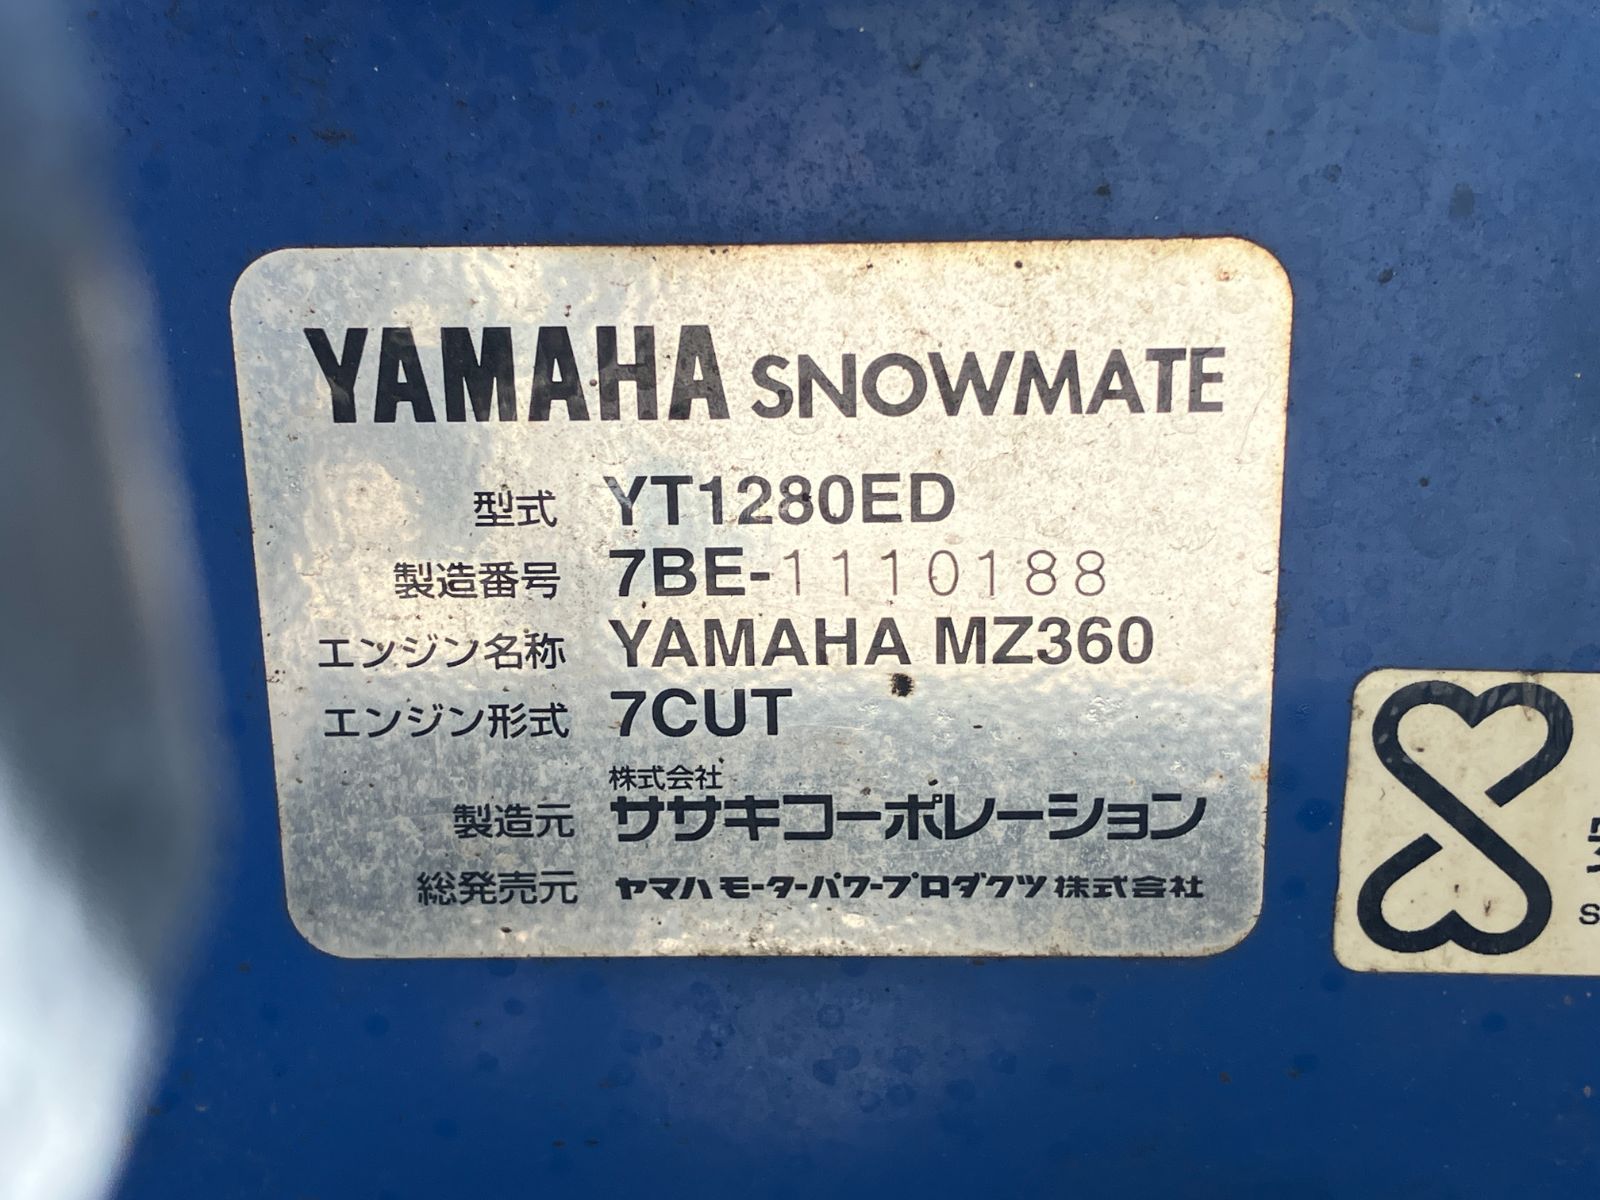 YAMAHA SNOWMATE
型式 YT1280ED
製造番号 7BE-1110188
エンジン名称 YAMAHA MZ360
エンジン形式 7CUT
株式会社
製造元 ササキコーポレーション
総発売元 ヤマハモーターパワープロダクツ株式会社